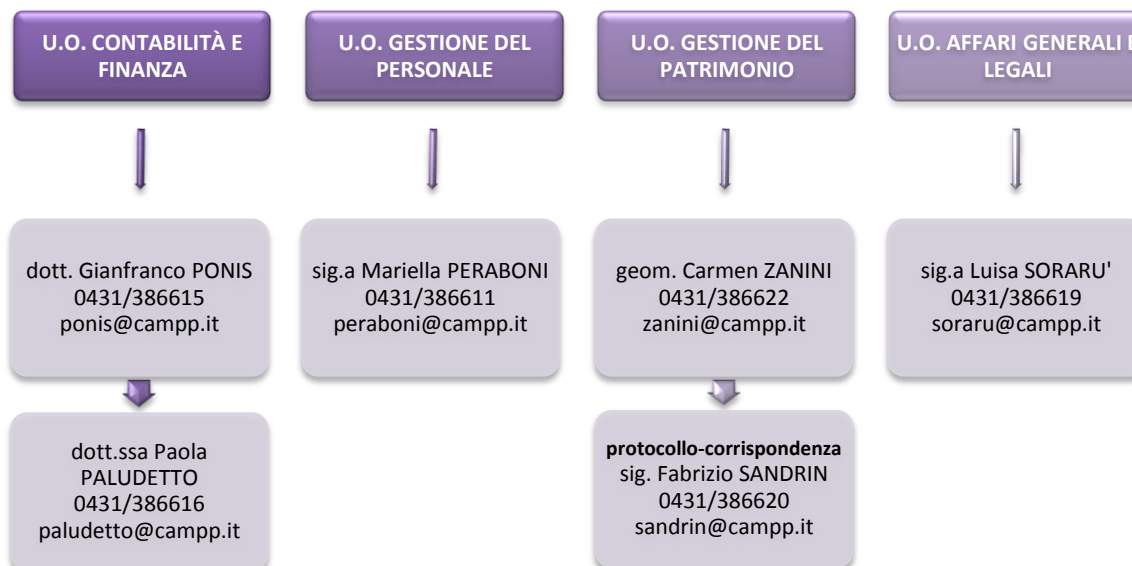 U.O. CONTABILITÀ E
FINANZA
U.O. GESTIONE DEL
PERSONALE
U.O. GESTIONE DEL
PATRIMONIO
U.O. AFFARI GENERALI E
LEGALI
dott. Gianfranco PONIS
0431/386615
ponis@campp.it
sig.a Mariella PERABONI
0431/386611
peraboni@campp.it
geom. Carmen ZANINI
0431/386622
zanini@campp.it
sig.a Luisa SORARU'
0431/386619
soraru@campp.it
dott.ssa Paola
PALUDETTO
0431/386616
paludetto@campp.it
protocollo-corrispondenza
sig. Fabrizio SANDRIN
0431/386620
sandrin@campp.it